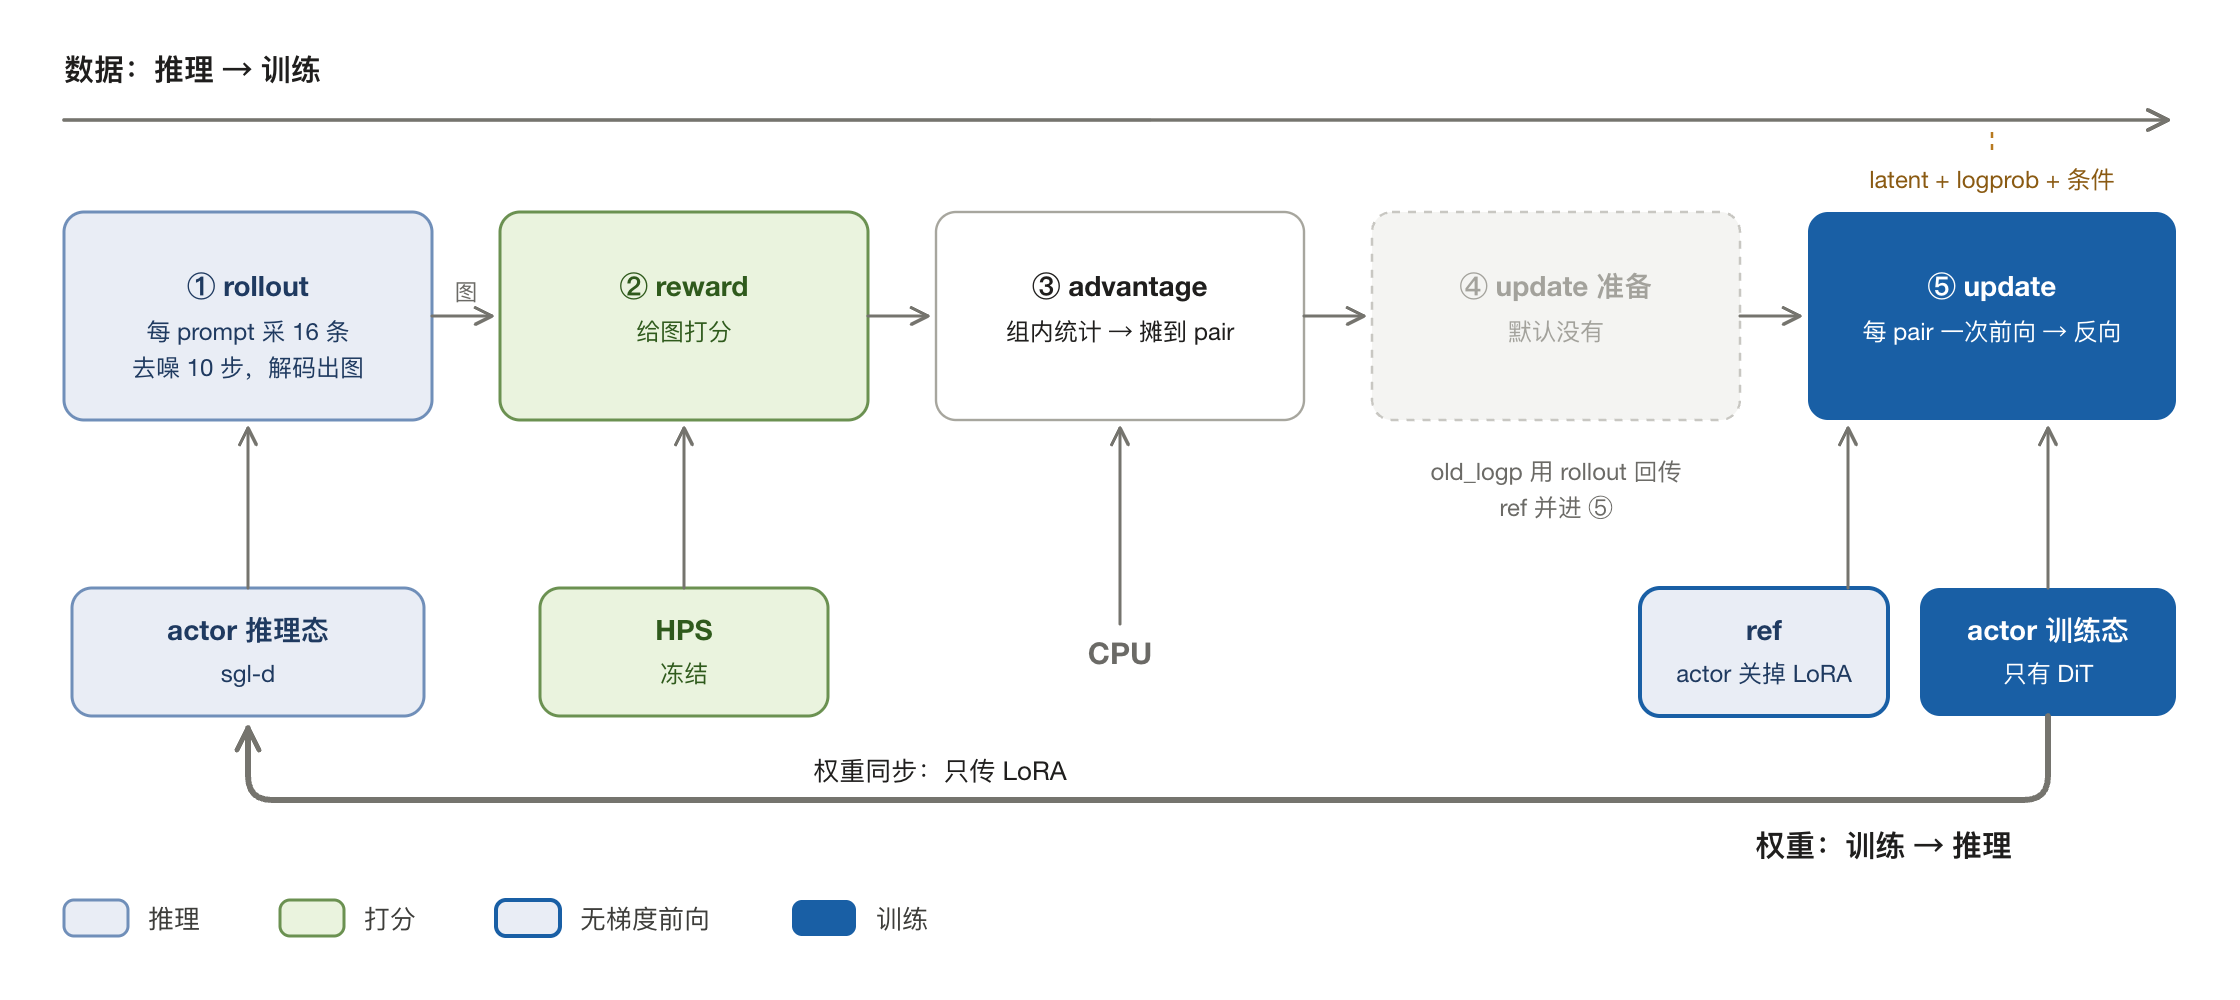 数据：推理 → 训练
latent + logprob + 条件
① rollout
每 prompt 采 16 条
去噪 10 步，解码出图
图
② reward
给图打分
③ advantage
组内统计 → 摊到 pair
④ update 准备
默认没有
⑤ update
每 pair 一次前向 → 反向
old_logp 用 rollout 回传
ref 并进 ⑤
actor 推理态
sgl-d
HPS
冻结
CPU
ref
actor 关掉 LoRA
actor 训练态
只有 DiT
权重同步：只传 LoRA
权重：训练 → 推理
推理
打分
无梯度前向
训练